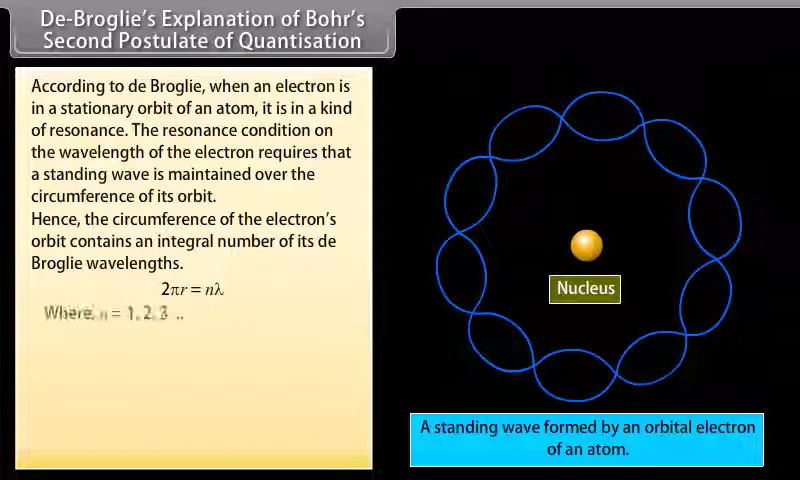 De-Broglie's Explanation of Bohr's
Second Postulate of Quantisation
According to de Broglie, when an electron is
in a stationary orbit of an atom, it is in a kind
of resonance. The resonance condition on
the wavelength of the electron requires that
a standing wave is maintained over the
circumference of its orbit.
Hence, the circumference of the electron's
orbit contains an integral number of its de
Broglie wavelengths.
2πr = nλ
Where, n = 1, 2, 3 ..
Nucleus
A standing wave formed by an orbital electron
of an atom.